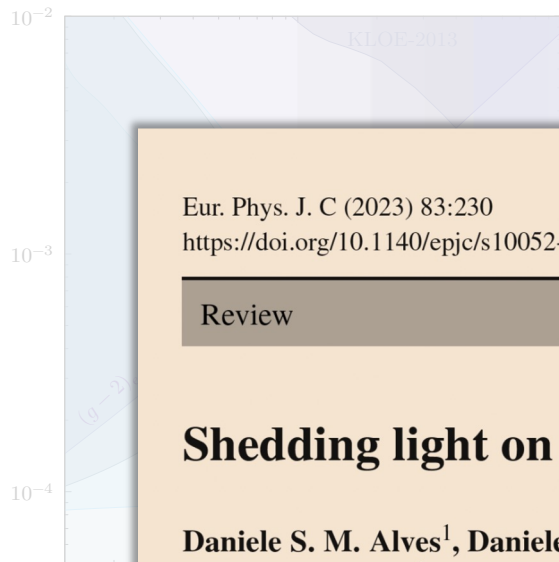 10⁻²
KLOE-2013
Eur. Phys. J. C (2023) 83:230
https://doi.org/10.1140/epjc/s10052-
10⁻³
Review
(g − 2)
Shedding light on
10⁻⁴
Daniele S. M. Alves¹, Daniele